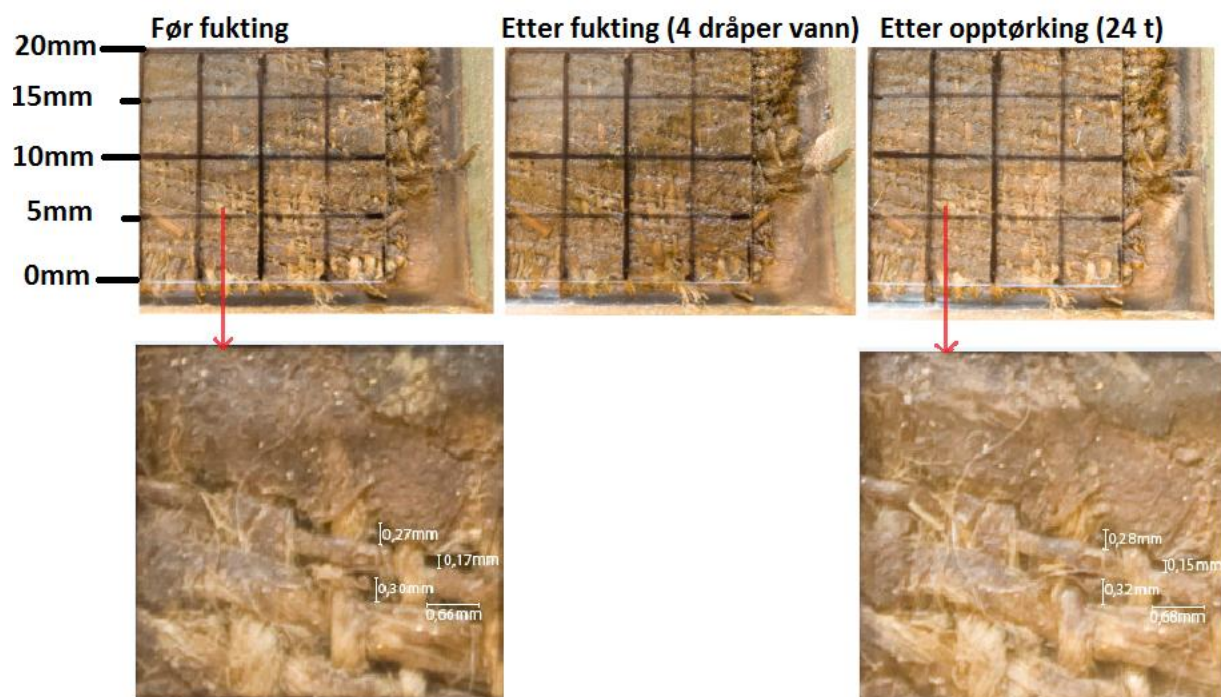 Før fukting
Etter fukting (4 dråper vann)
Etter opptørking (24 t)
20mm
15mm
10mm
5mm
0mm
0,27mm
0,17mm
0,30mm
0,66mm
0,28mm
0,15mm
0,32mm
0,68mm